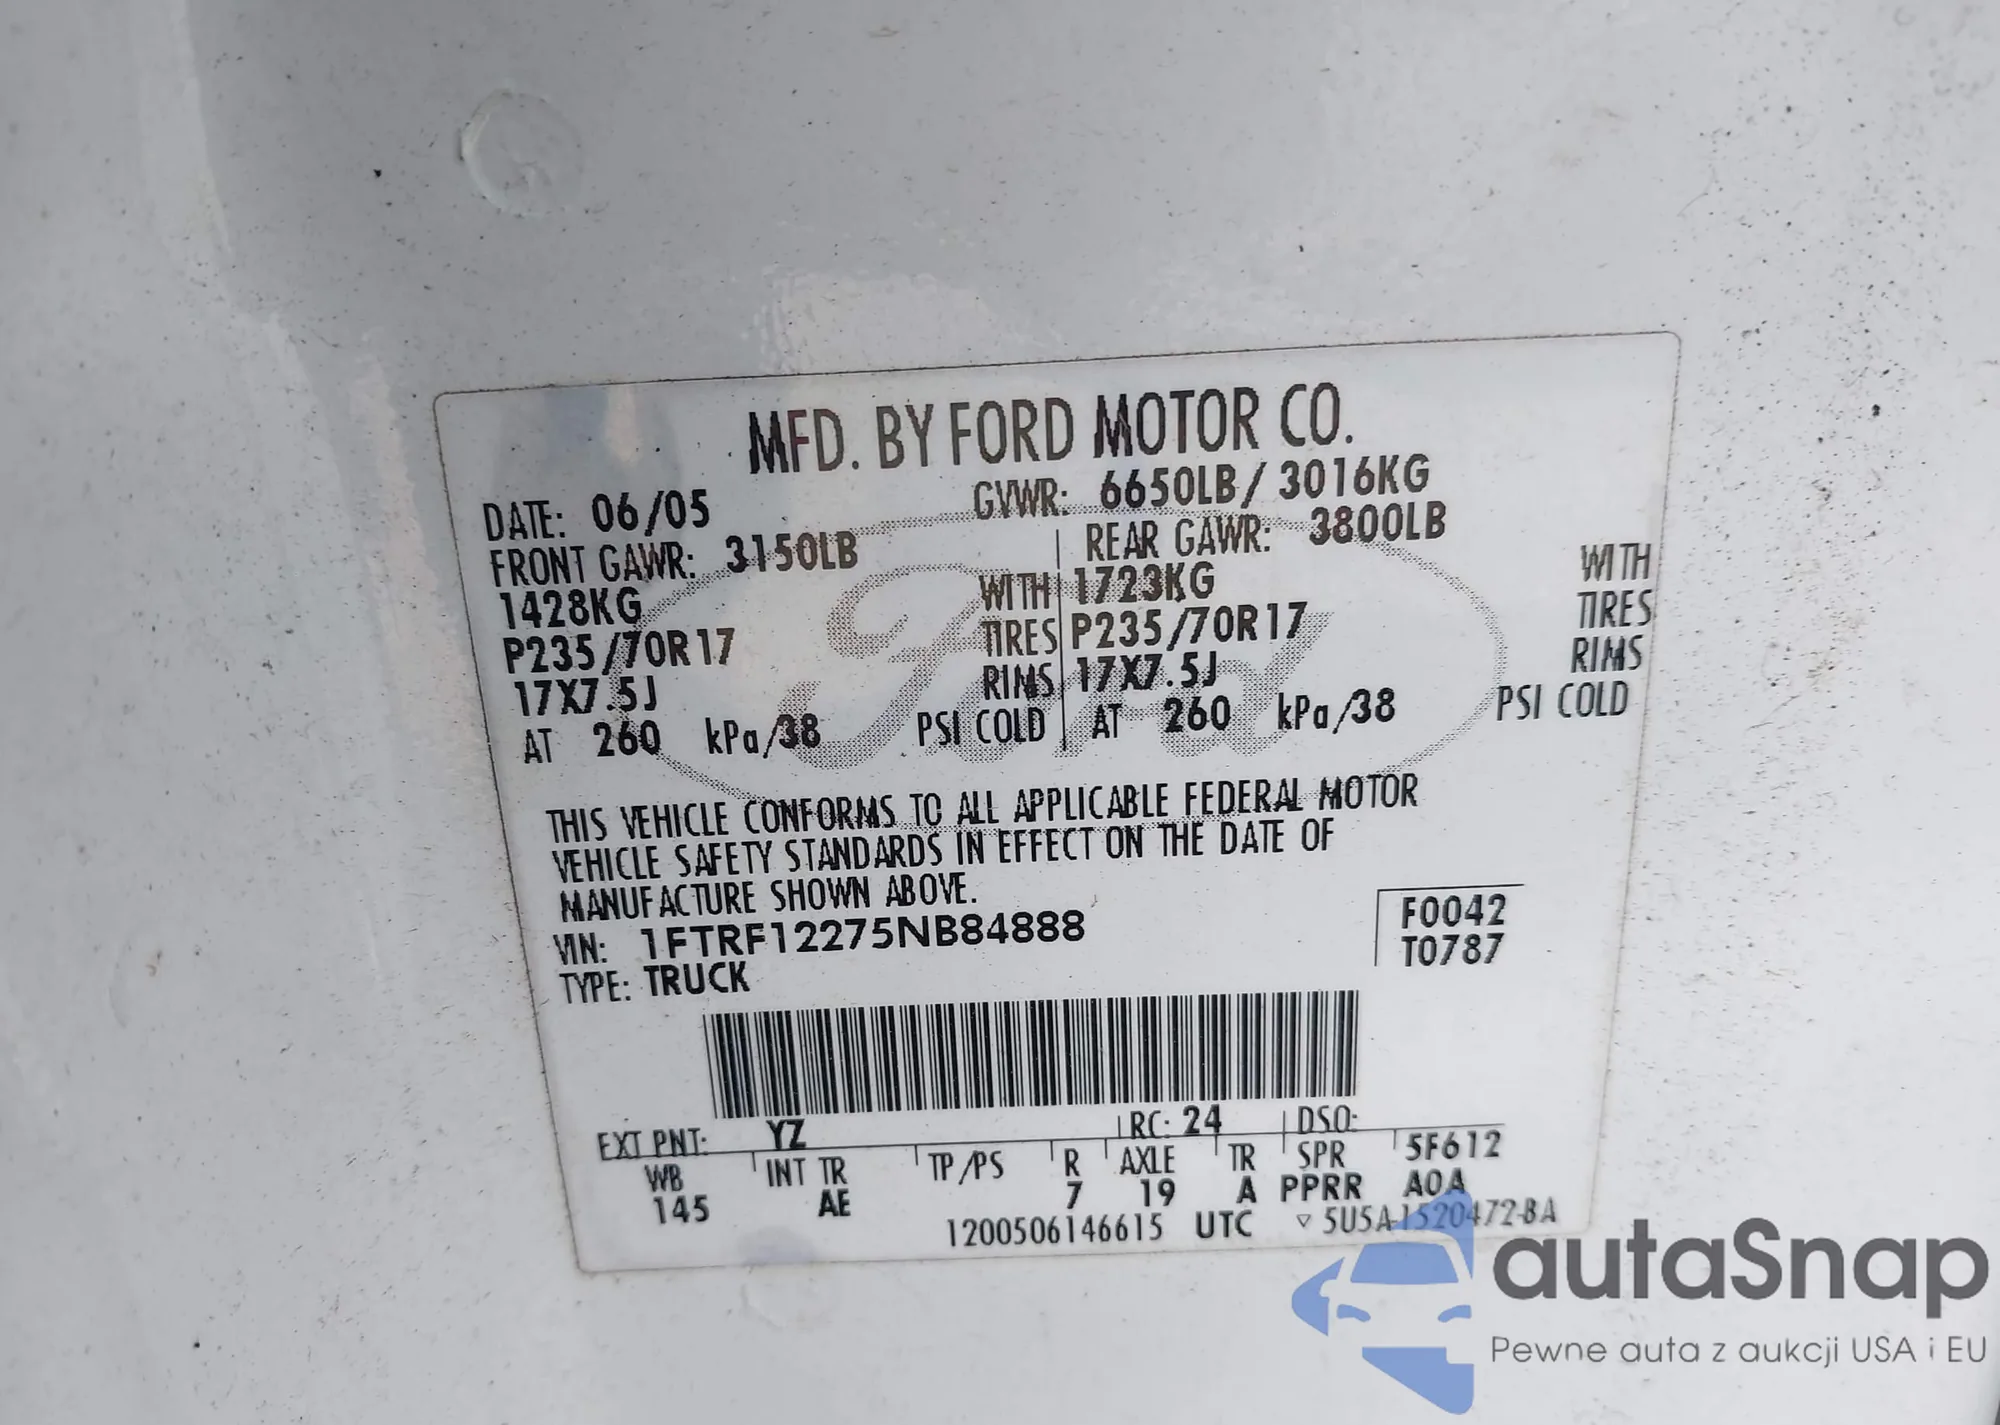 MFD. BY FORD MOTOR CO.
DATE: 06/05 GVWR: 6650LB/ 3016KG
FRONT GAWR: 3150LB REAR GAWR: 3800LB
1428KG WITH 1723KG WITH
P235/70R17 TIRES P235/70R17 TIRES
17X7.5J RIMS 17X7.5J RIMS
AT 260 kPa/38 PSI COLD AT 260 kPa/38 PSI COLD
Ford
THIS VEHICLE CONFORMS TO ALL APPLICABLE FEDERAL MOTOR
VEHICLE SAFETY STANDARDS IN EFFECT ON THE DATE OF
MANUFACTURE SHOWN ABOVE.
VIN: 1FTRF12275NB84888 F0042
TYPE: TRUCK T0787
EXT PNT: YZ RC: 24 DSO:
WB INT TR TP/PS R AXLE TR SPR 5F612
145 AE 7 19 A PPRR A0A
1200506146615 UTC ▽ 5U5A-1520472-BA
autaSnap
Pewne auta z aukcji USA i EU